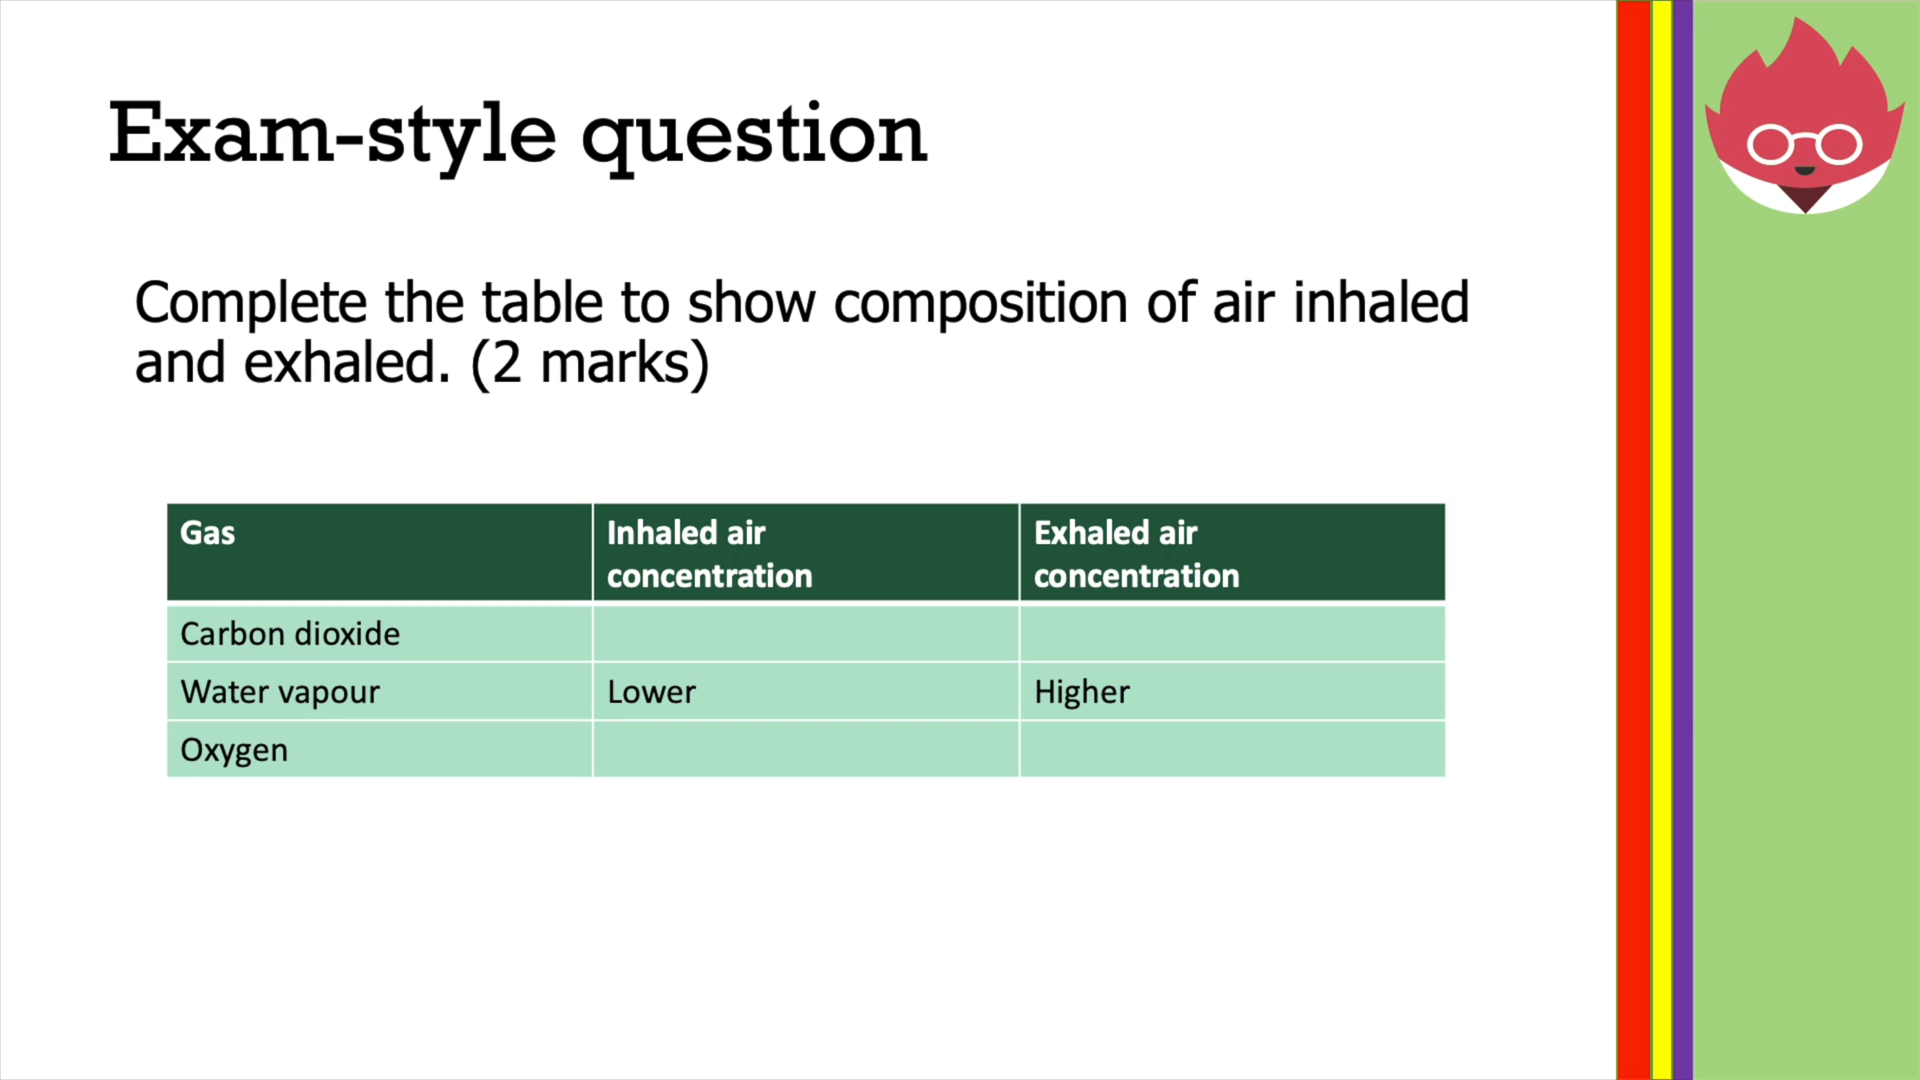 Exam-style question
Complete the table to show composition of air inhaled
and exhaled. (2 marks)
Gas
Inhaled air
concentration
Exhaled air
concentration
Carbon dioxide
Water vapour
Lower
Higher
Oxygen